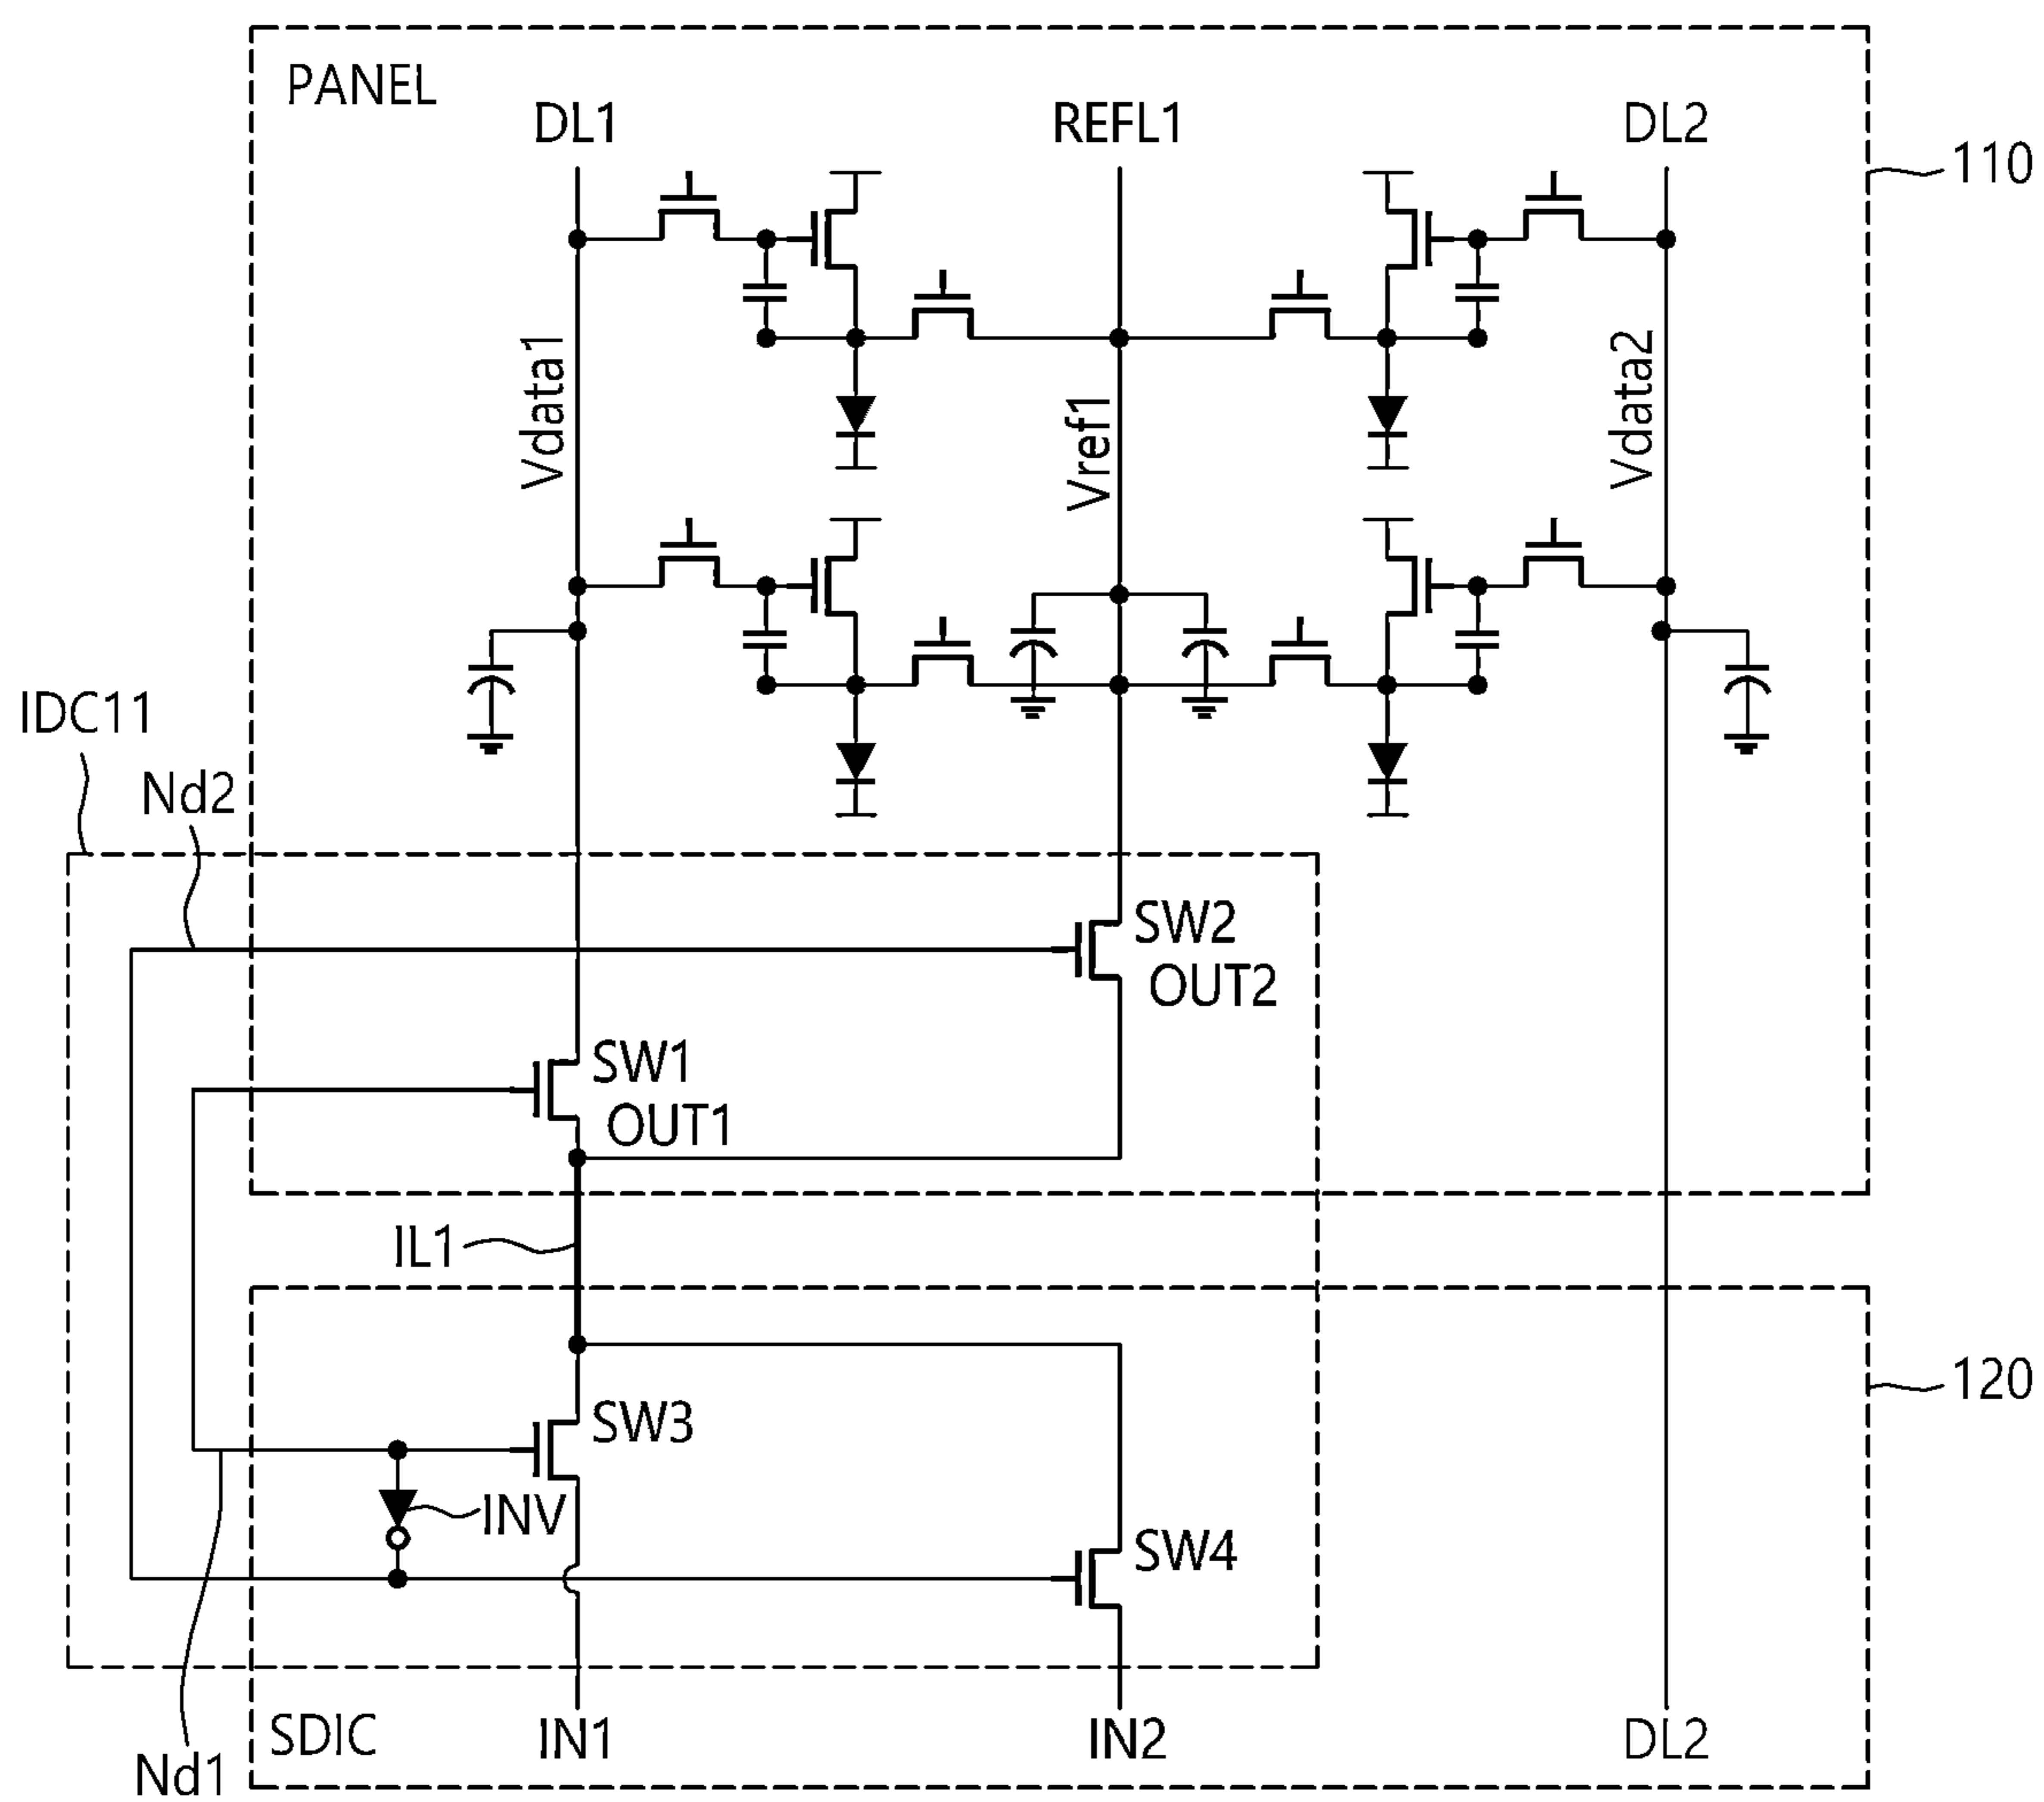 PANEL
DL1
REFL1
DL2
110
Vdata1
Vref1
Vdata2
IDC11
Nd2
SW2
OUT2
SW1
OUT1
IL1
120
SW3
INV
SW4
SDIC
IN1
IN2
DL2
Nd1